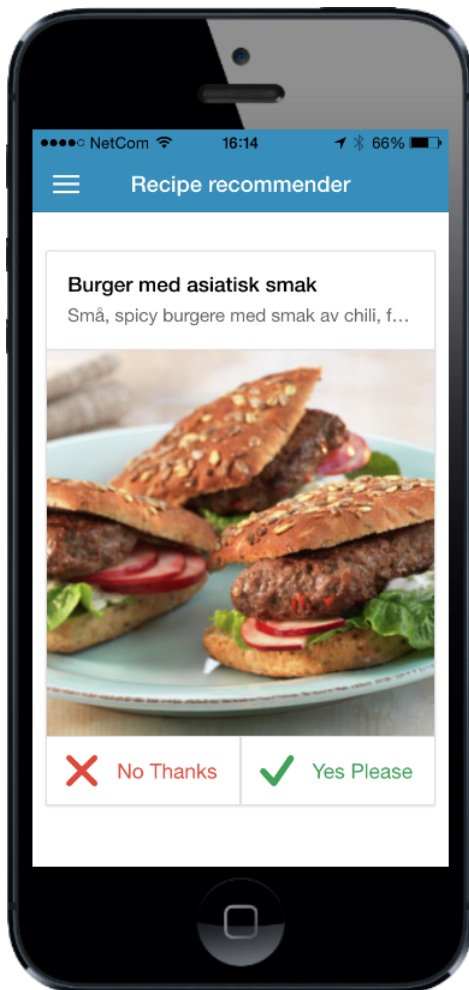 NetCom 16:14 66%
Recipe recommender
Burger med asiatisk smak
Små, spicy burgere med smak av chili, f...
No Thanks Yes Please